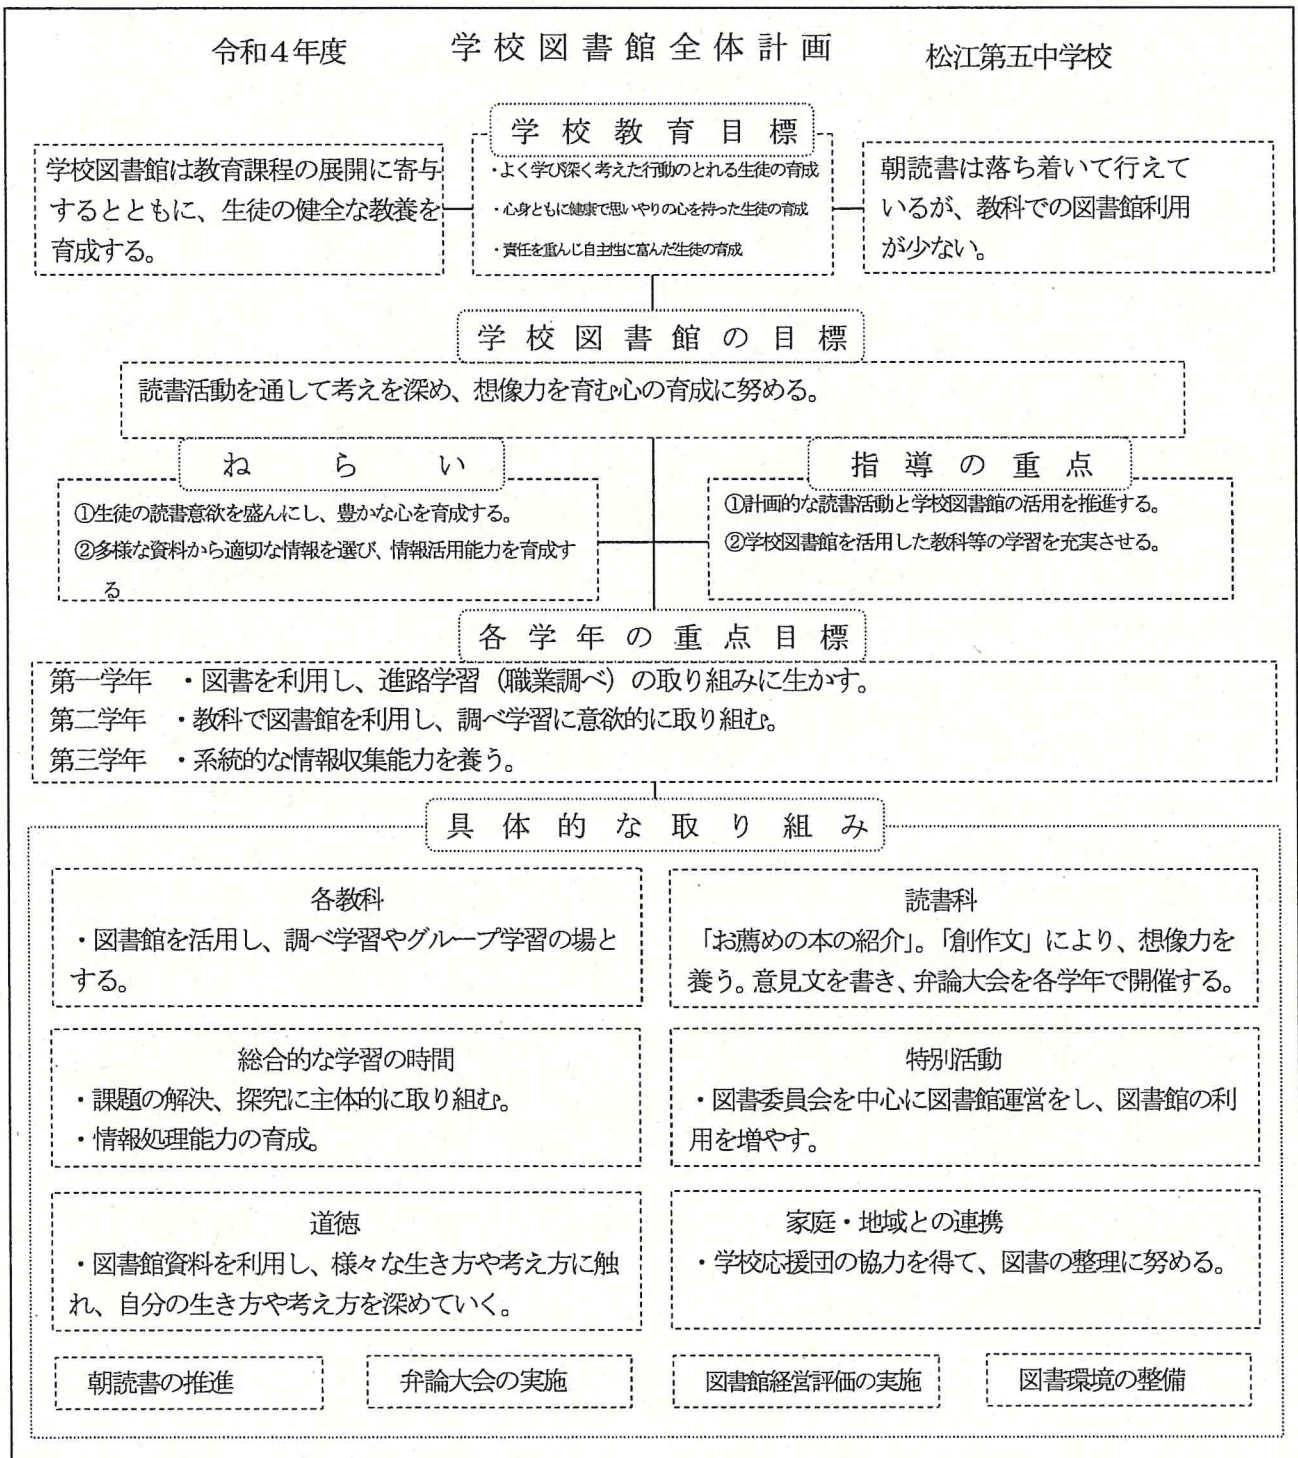 令和4年度　学校図書館全体計画　松江第五中学校
学校教育目標
学校図書館は教育課程の展開に寄与
するとともに、生徒の健全な教養を
育成する。
・よく学び深く考えた行動のとれる生徒の育成
・心身ともに健康で思いやりの心を持った生徒の育成
・責任を重んじ自主性に富んだ生徒の育成
朝読書は落ち着いて行えて
いるが、教科での図書館利用
が少ない。
学校図書館の目標
読書活動を通して考えを深め、想像力を育む心の育成に努める。
ねらい
①生徒の読書意欲を盛んにし、豊かな心を育成する。
②多様な資料から適切な情報を選び、情報活用能力を育成す
る
指導の重点
①計画的な読書活動と学校図書館の活用を推進する。
②学校図書館を活用した教科等の学習を充実させる。
各学年の重点目標
第一学年　・図書を利用し、進路学習（職業調べ）の取り組みに生かす。
第二学年　・教科で図書館を利用し、調べ学習に意欲的に取り組む。
第三学年　・系統的な情報収集能力を養う。
具体的な取り組み
各教科
・図書館を活用し、調べ学習やグループ学習の場と
する。
読書科
「お薦めの本の紹介」。「創作文」により、想像力を
養う。意見文を書き、弁論大会を各学年で開催する。
総合的な学習の時間
・課題の解決、探究に主体的に取り組む。
・情報処理能力の育成。
特別活動
・図書委員会を中心に図書館運営をし、図書館の利
用を増やす。
道徳
・図書館資料を利用し、様々な生き方や考え方に触
れ、自分の生き方や考え方を深めていく。
家庭・地域との連携
・学校応援団の協力を得て、図書の整理に努める。
朝読書の推進
弁論大会の実施
図書館経営評価の実施
図書環境の整備